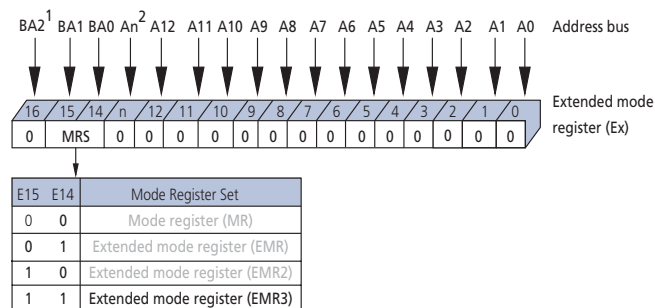 BA2¹ BA1 BA0 An² A12 A11 A10 A9 A8 A7 A6 A5 A4 A3 A2 A1 A0 Address bus
16 15 14 n 12 11 10 9 8 7 6 5 4 3 2 1 0 Extended mode
register (Ex)
0 MRS 0 0 0 0 0 0 0 0 0 0 0 0 0 0
E15 E14 Mode Register Set
0 0 Mode register (MR)
0 1 Extended mode register (EMR)
1 0 Extended mode register (EMR2)
1 1 Extended mode register (EMR3)